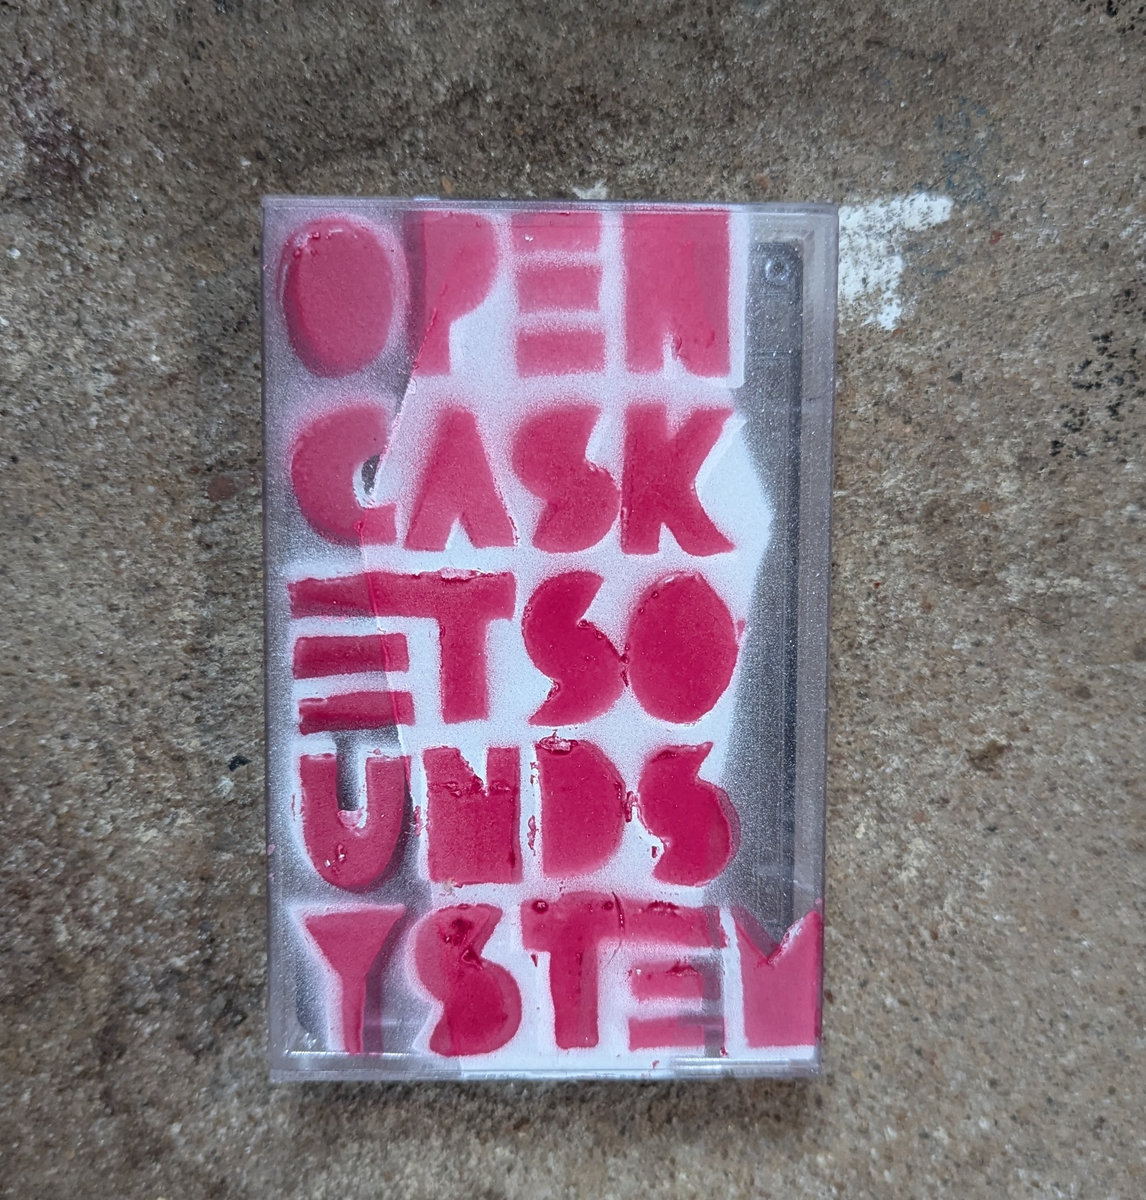 OPEN
CASK
ETSO
UNDS
YSTEM